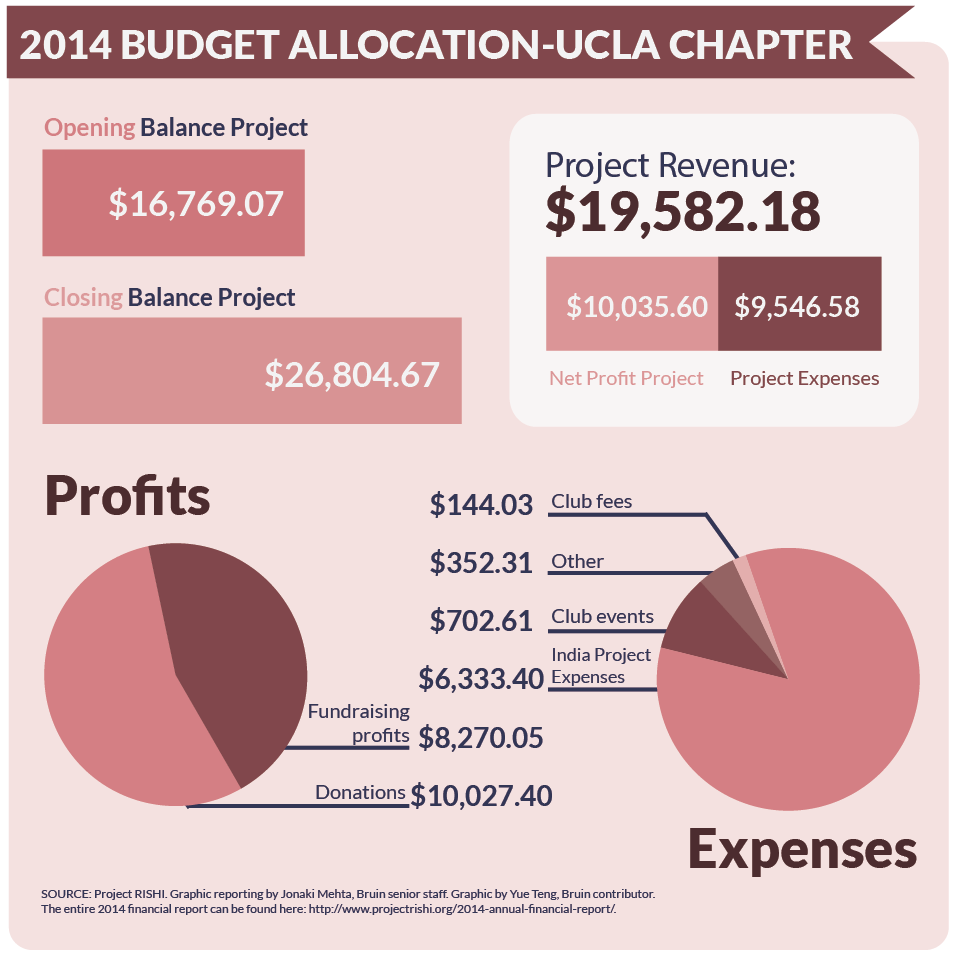 2014 BUDGET ALLOCATION-UCLA CHAPTER
Opening Balance Project
$16,769.07
Closing Balance Project
$26,804.67
Project Revenue:
$19,582.18
$10,035.60 $9,546.58
Net Profit Project Project Expenses
Profits
$144.03 Club fees
$352.31 Other
$702.61 Club events
$6,333.40 India Project
Expenses
Fundraising
profits $8,270.05
Donations $10,027.40
Expenses
SOURCE: Project RISHI. Graphic reporting by Jonaki Mehta, Bruin senior staff. Graphic by Yue Teng, Bruin contributor.
The entire 2014 financial report can be found here: http://www.projectrishi.org/2014-annual-financial-report/.